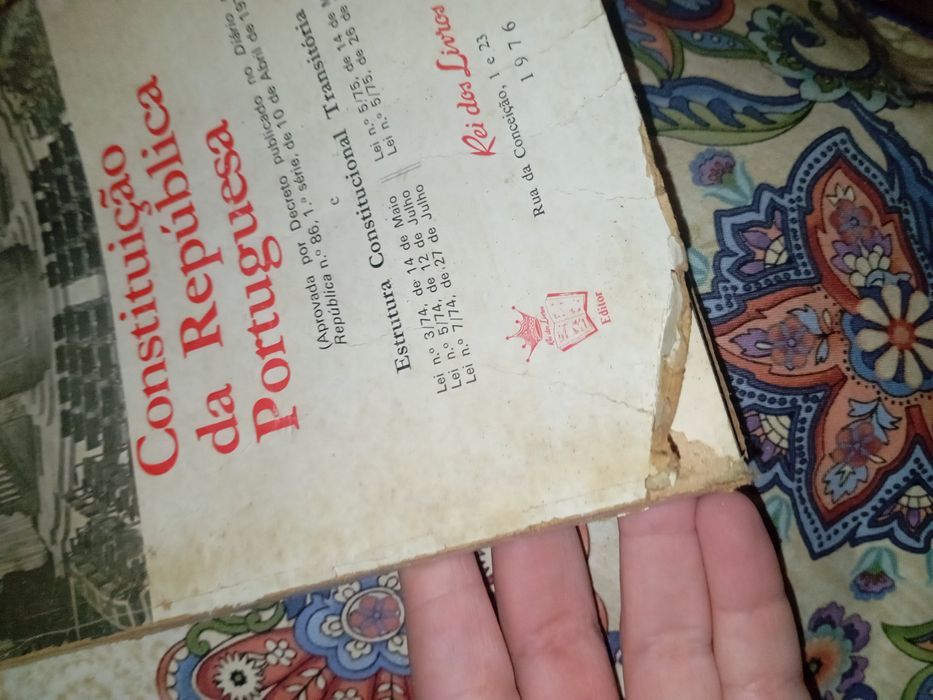 Constituição
da República
Portuguesa
(Aprovada por Decreto publicado no Diário
República n.º 86, 1.ª série, de 10 de Abril de
e
Estrutura Constitucional Transitória
Lei n.º 3/74, de 14 de Maio
Lei n.º 5/74, de 12 de Julho
Lei n.º 7/74, de 27 de Julho
Lei n.º 5/75, de 14 de
Lei n.º 5/75, de 26 de
Rei dos Livros
Rua da Conceição, 1 e 23
1976
Rei dos Livros
Editor